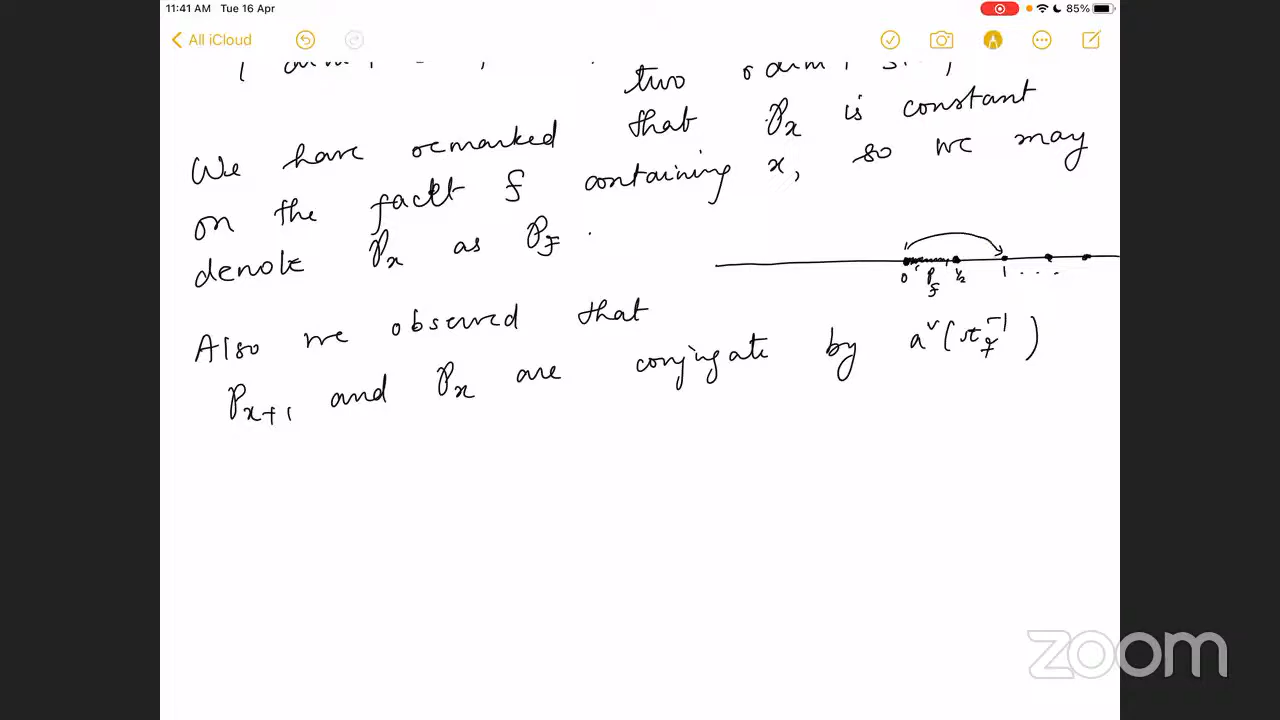 11:41 AM Tue 16 Apr
85%
All iCloud
two
We have remarked that P_x is constant
on the facet F containing x, so we may
denote P_x as P_F.
0 P_F 1/2 1 ....
Also we observed that
P_{x+1} and P_x are conjugate by a^∨(ϖ_F^{-1})
zoom